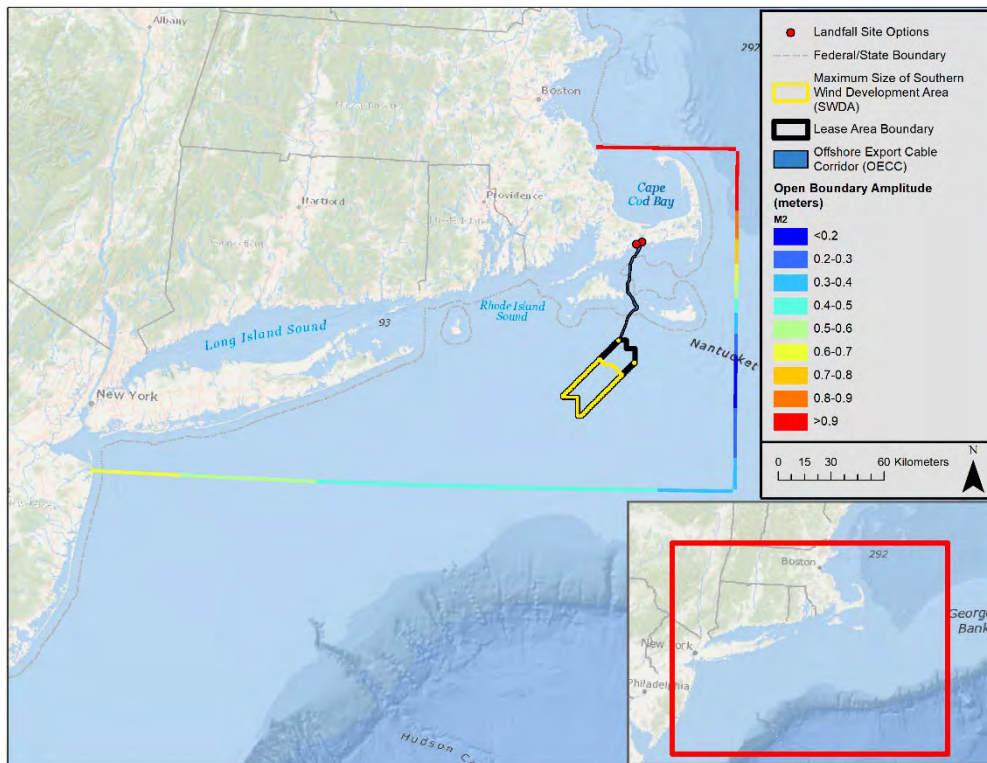 Albany
292
Boston
Providence
Hartford
Cape
Cod Bay
Rhode Island
Sound
Long Island Sound
93
Nantucket
New York
Hudson Ca
Landfall Site Options
Federal/State Boundary
Maximum Size of Southern
Wind Development Area
(SWDA)
Lease Area Boundary
Offshore Export Cable
Corridor (OECC)
Open Boundary Amplitude
(meters)
M2
<0.2
0.2-0.3
0.3-0.4
0.4-0.5
0.5-0.6
0.6-0.7
0.7-0.8
0.8-0.9
>0.9
N
0 15 30 60 Kilometers
292
Boston
George
Bank
New York
Philadelphia